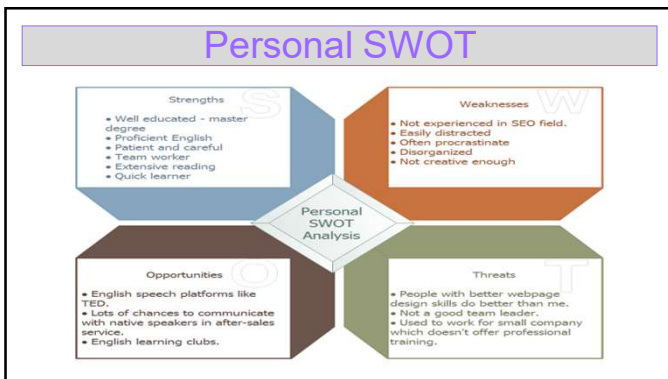 Personal SWOT
S
Strengths
• Well educated - master
degree
• Proficient English
• Patient and careful
• Team worker
• Extensive reading
• Quick learner
W
Weaknesses
• Not experienced in SEO field.
• Easily distracted
• Often procrastinate
• Disorganized
• Not creative enough
Personal
SWOT
Analysis
O
Opportunities
• English speech platforms like
TED.
• Lots of chances to communicate
with native speakers in after-sales
service.
• English learning clubs.
T
Threats
• People with better webpage
design skills do better than me.
• Not a good team leader.
• Used to work for small company
which doesn't offer professional
training.